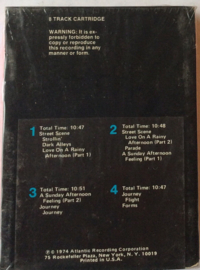 8 TRACK CARTRIDGE
WARNING: It is ex-
pressly forbidden to
copy or reproduce
this recording in any
manner or form.
1 Total Time: 10:47
Street Scene
Strollin'
Dark Alleys
Love On A Rainy
Afternoon (Part 1)
2 Total Time: 10:48
Street Scene
Love On A Rainy
Afternoon (Part 2)
Parade
A Sunday Afternoon
Feeling (Part 1)
3 Total Time: 10:51
A Sunday Afternoon
Feeling (Part 2)
Journey
Journey
4 Total Time: 10:47
Journey
Flight
Forms
℗ © 1974 Atlantic Recording Corporation
75 Rockefeller Plaza, New York, N. Y. 10019
Printed in U.S.A.